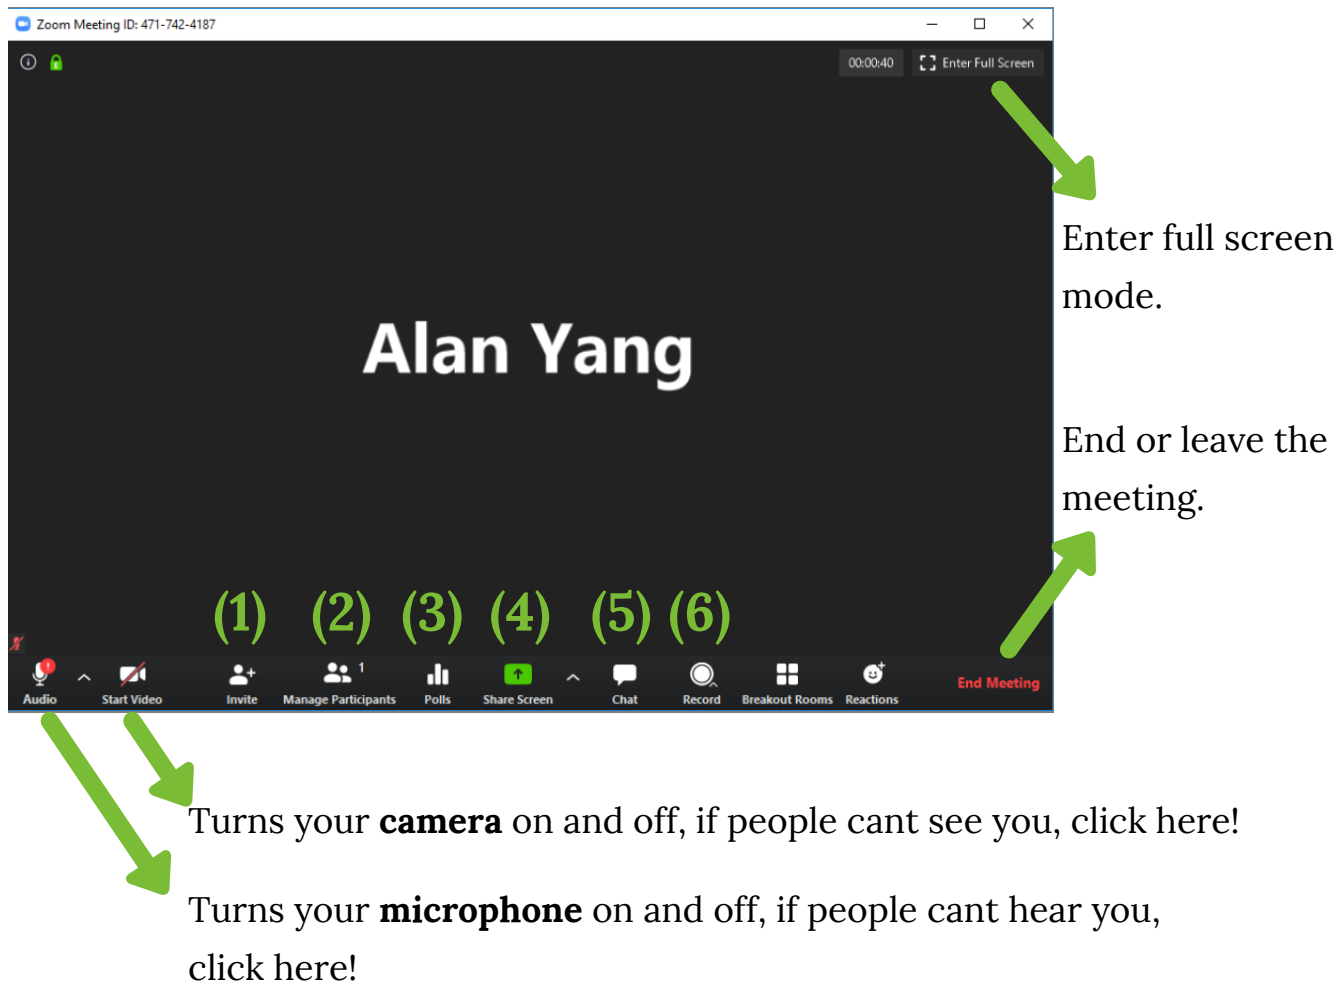 Zoom Meeting ID: 471-742-4187
00:00:40
Enter Full Screen
Enter full screen
mode.
Alan Yang
End or leave the
meeting.
(1) (2) (3) (4) (5) (6)
1
Audio
Start Video
Invite
Manage Participants
Polls
Share Screen
Chat
Record
Breakout Rooms
Reactions
End Meeting
Turns your camera on and off, if people cant see you, click here!
Turns your microphone on and off, if people cant hear you,
click here!